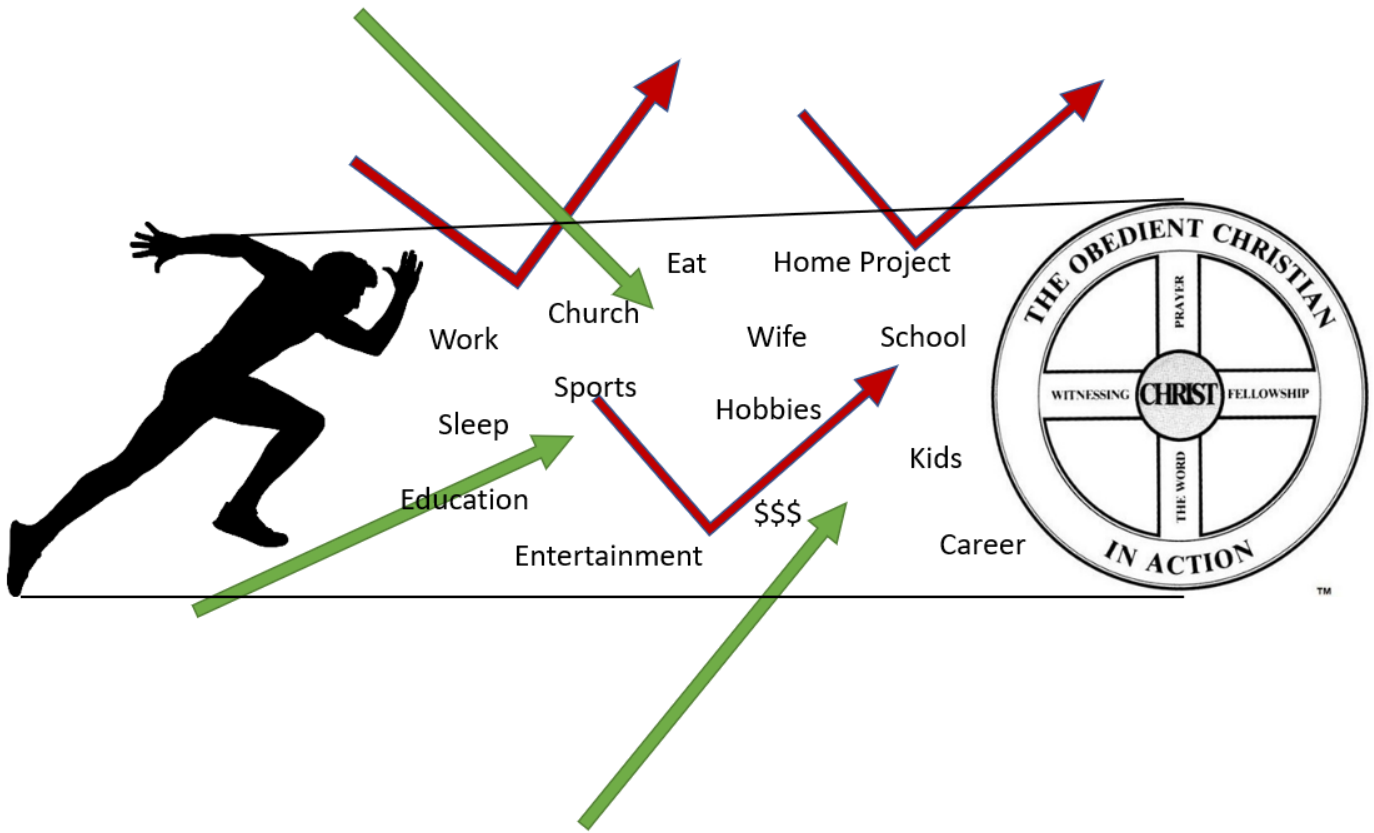 Eat
Home Project
Church
Work
Wife
School
Sports
Hobbies
Sleep
Kids
Education
$$$
Entertainment
Career
THE OBEDIENT CHRISTIAN
PRAYER
WITNESSING
CHRIST
FELLOWSHIP
THE WORD
IN ACTION
TM